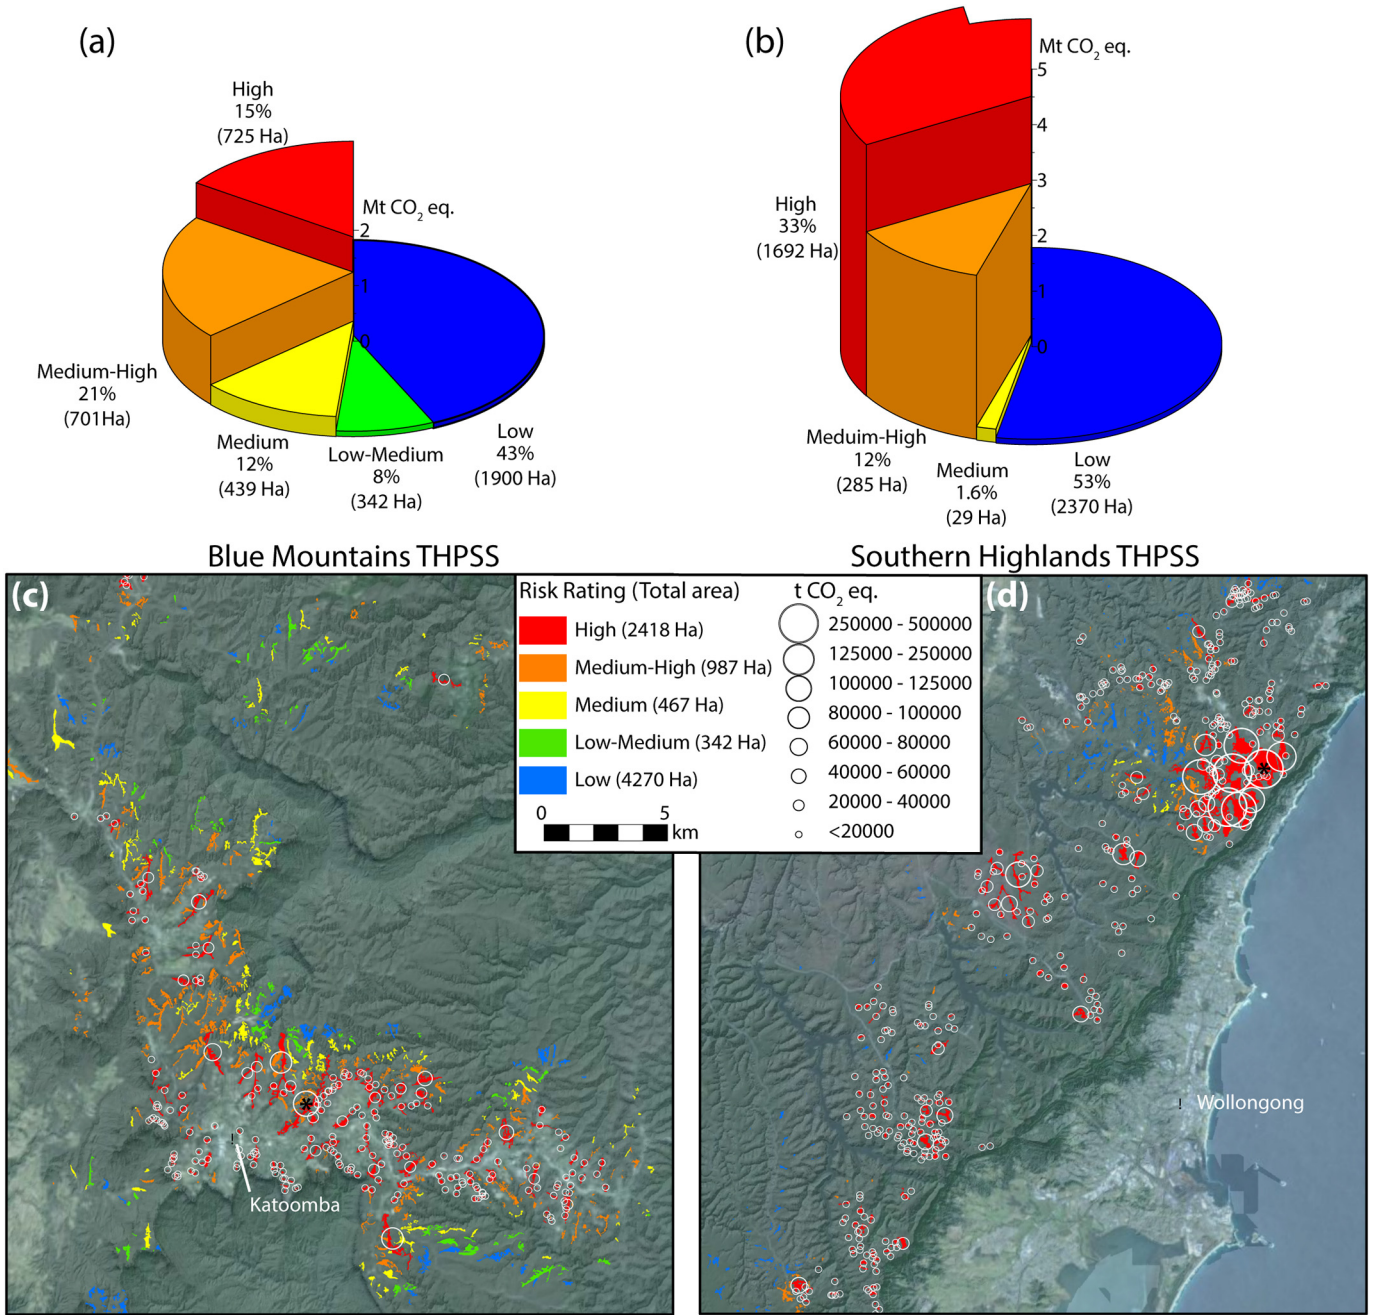 (a)
High
15%
(725 Ha)
Mt CO2 eq.
2
1
0
Medium-High
21%
(701Ha)
Medium
12%
(439 Ha)
Low-Medium
8%
(342 Ha)
Low
43%
(1900 Ha)
(b)
Mt CO2 eq.
5
4
3
2
1
0
High
33%
(1692 Ha)
Meduim-High
12%
(285 Ha)
Medium
1.6%
(29 Ha)
Low
53%
(2370 Ha)
Blue Mountains THPSS
Southern Highlands THPSS
(c)
Risk Rating (Total area)
High (2418 Ha)
Medium-High (987 Ha)
Medium (467 Ha)
Low-Medium (342 Ha)
Low (4270 Ha)
0 5
km
t CO2 eq.
250000 - 500000
125000 - 250000
100000 - 125000
80000 - 100000
60000 - 80000
40000 - 60000
20000 - 40000
<20000
(d)
*
*
!
Katoomba
! Wollongong